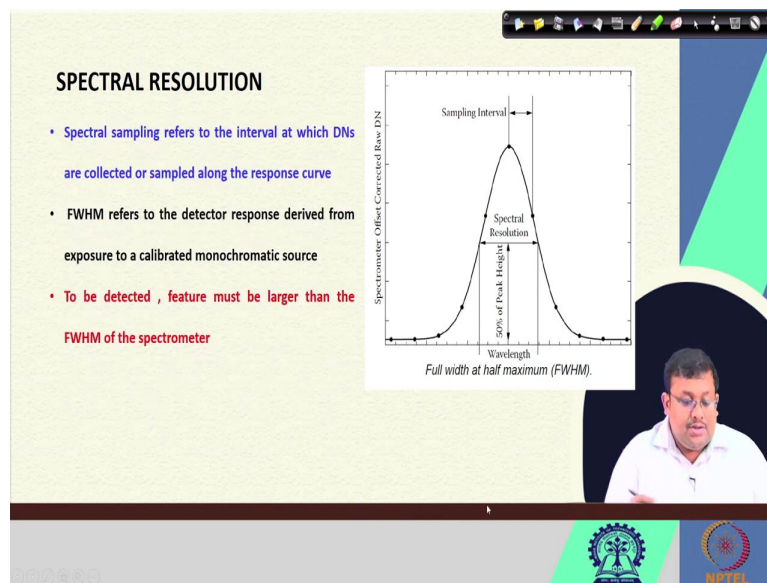 SPECTRAL RESOLUTION
• Spectral sampling refers to the interval at which DNs
are collected or sampled along the response curve
• FWHM refers to the detector response derived from
exposure to a calibrated monochromatic source
• To be detected , feature must be larger than the
FWHM of the spectrometer
Spectrometer Offset Corrected Raw DN
Sampling Interval
Spectral
Resolution
50% of Peak Height
Wavelength
Full width at half maximum (FWHM).
NPTEL